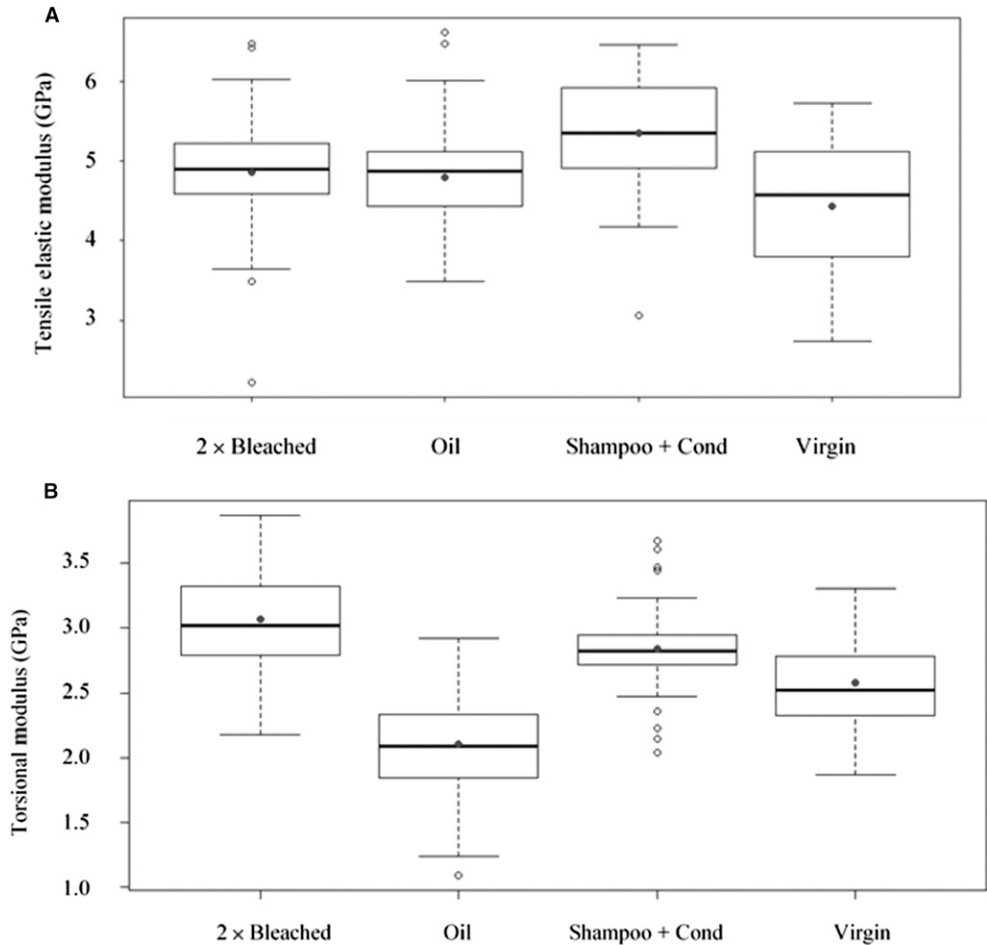 A
Tensile elastic modulus (GPa)
6
5
4
3
2 × Bleached Oil Shampoo + Cond Virgin
B
Torsional modulus (GPa)
3.5
3.0
2.5
2.0
1.5
1.0
2 × Bleached Oil Shampoo + Cond Virgin